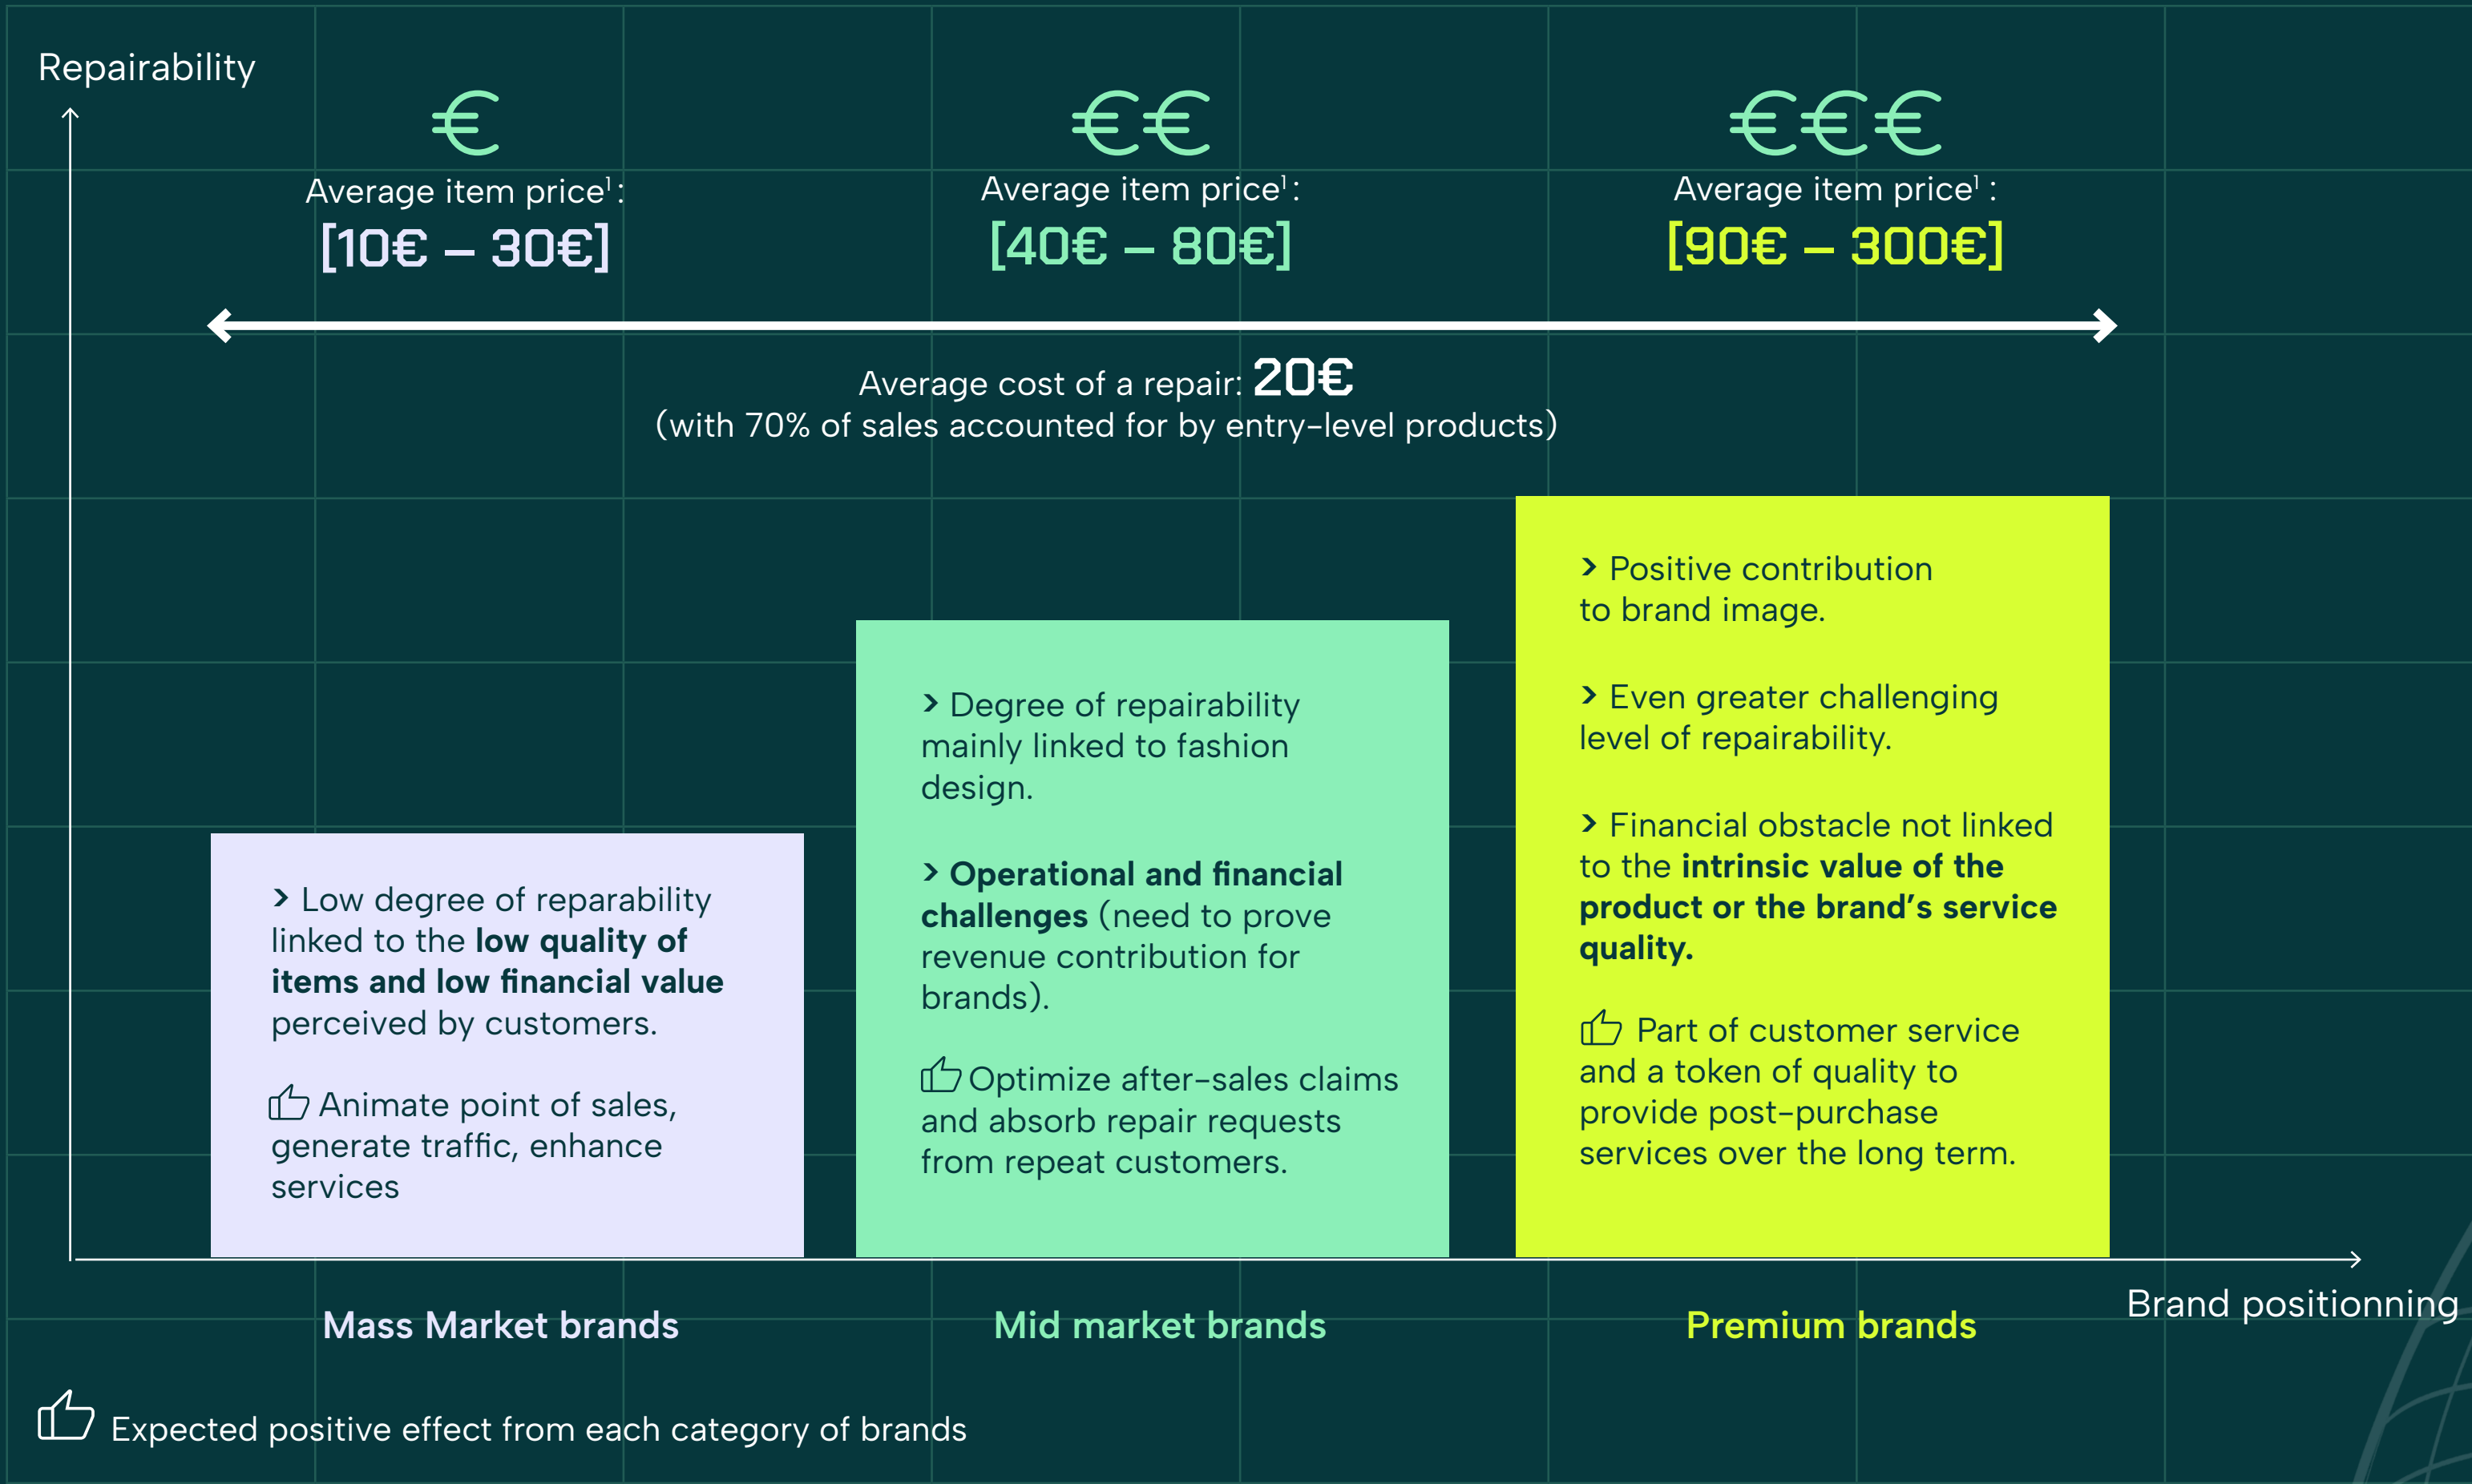 Repairability
€
Average item price¹ :
[10€ – 30€]
€€
Average item price¹ :
[40€ – 80€]
€€€
Average item price¹ :
[90€ – 300€]
Average cost of a repair: 20€
(with 70% of sales accounted for by entry-level products)
> Low degree of reparability
linked to the low quality of
items and low financial value
perceived by customers.
Animate point of sales,
generate traffic, enhance
services
> Degree of repairability
mainly linked to fashion
design.
> Operational and financial
challenges (need to prove
revenue contribution for
brands).
Optimize after-sales claims
and absorb repair requests
from repeat customers.
> Positive contribution
to brand image.
> Even greater challenging
level of repairability.
> Financial obstacle not linked
to the intrinsic value of the
product or the brand’s service
quality.
Part of customer service
and a token of quality to
provide post-purchase
services over the long term.
Mass Market brands
Mid market brands
Premium brands
Brand positionning
Expected positive effect from each category of brands